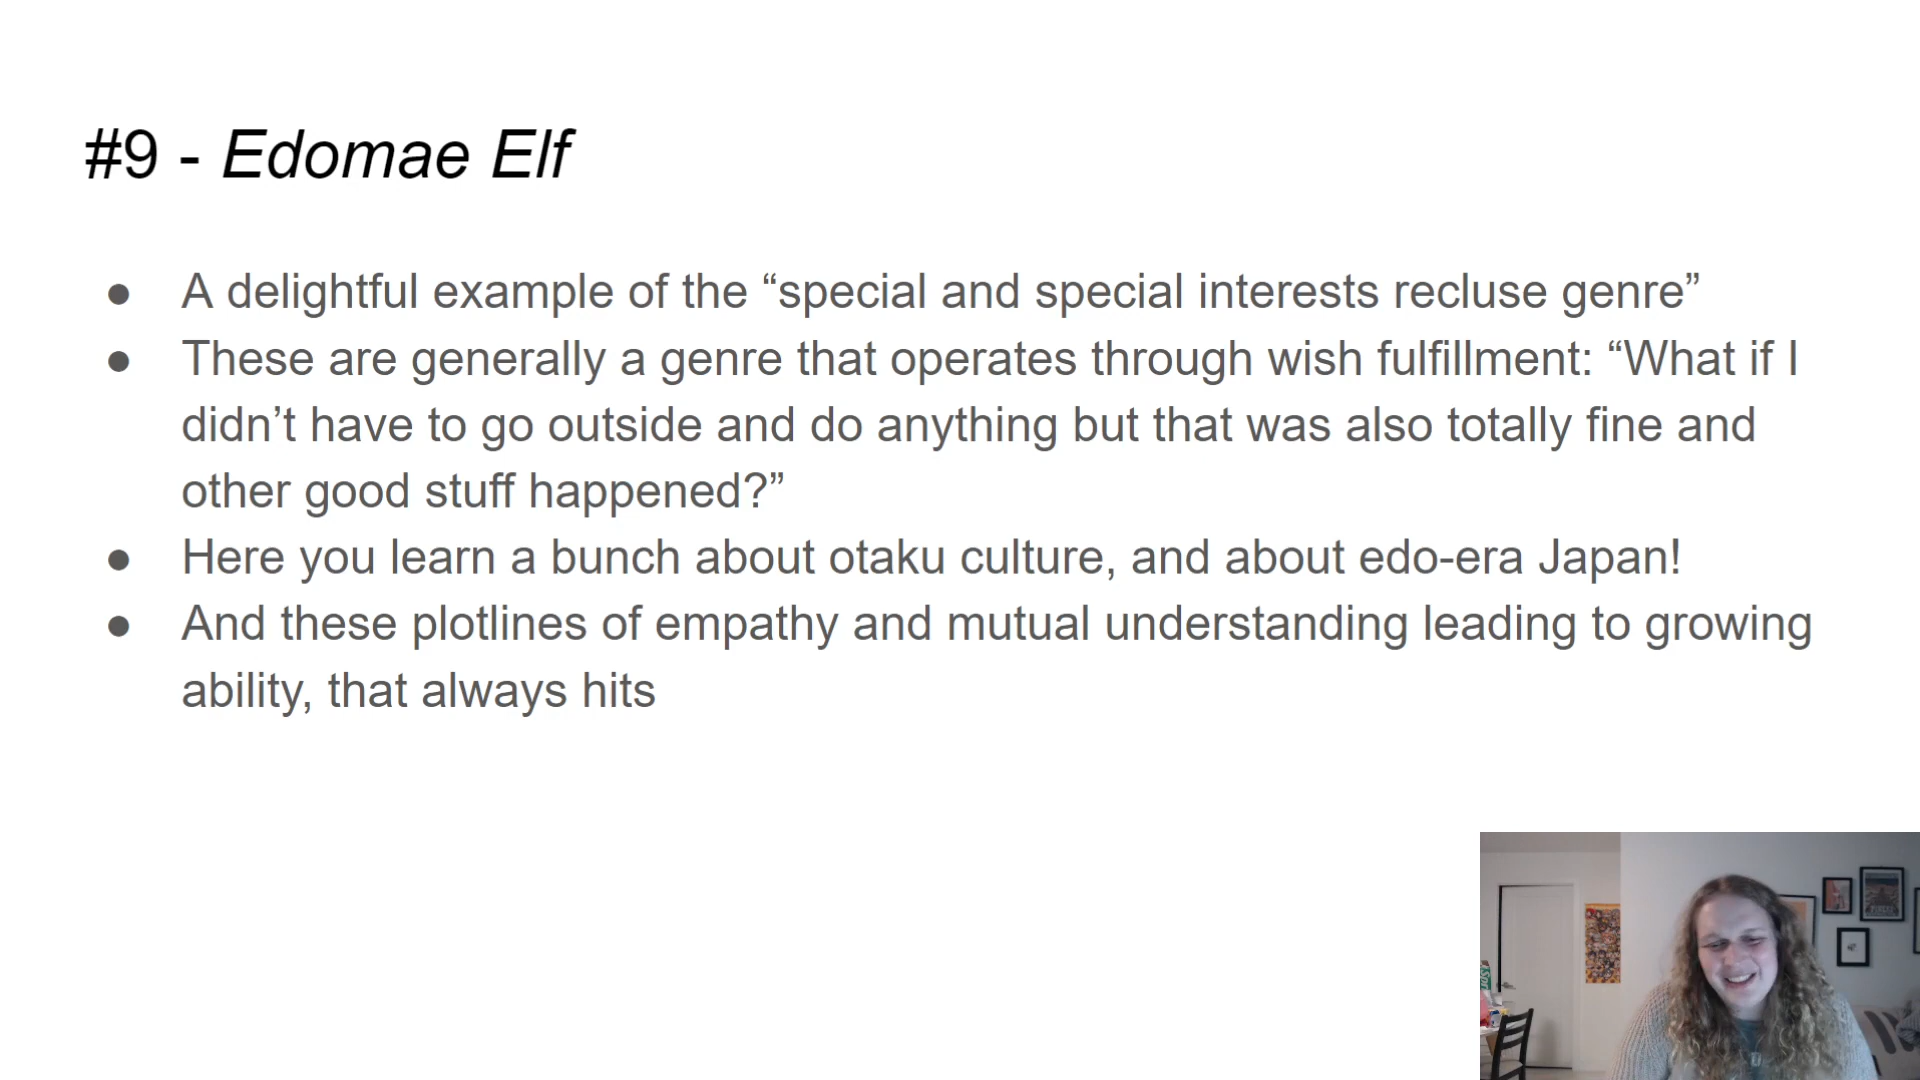 #9 - Edomae Elf
● A delightful example of the “special and special interests recluse genre”
● These are generally a genre that operates through wish fulfillment: “What if I
didn’t have to go outside and do anything but that was also totally fine and
other good stuff happened?”
● Here you learn a bunch about otaku culture, and about edo-era Japan!
● And these plotlines of empathy and mutual understanding leading to growing
ability, that always hits